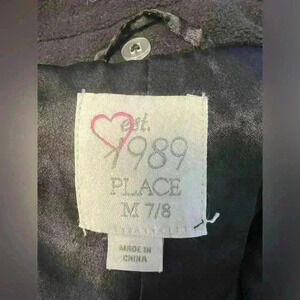 est.
1989
PLACE
M 7/8
MADE IN
CHINA